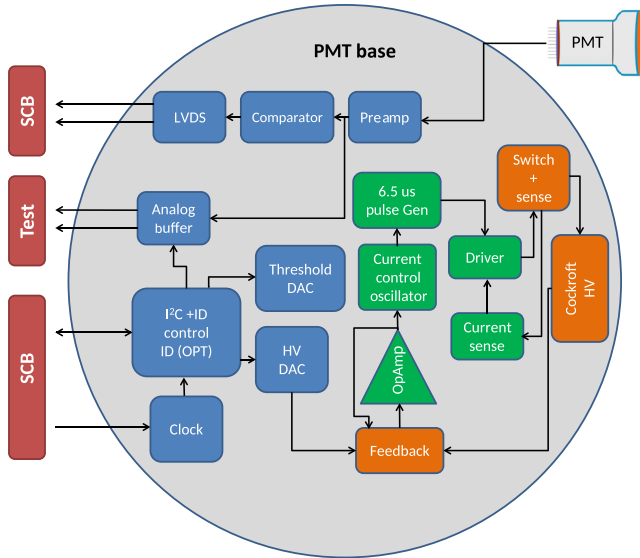 PMT base
PMT
SCB
LVDS
Comparator
Preamp
Switch
+
sense
Test
Analog
buffer
6.5 us
pulse Gen
Driver
Cockroft
HV
Threshold
DAC
Current
control
oscillator
SCB
I²C +ID
control
ID (OPT)
HV
DAC
OpAmp
Current
sense
Clock
Feedback